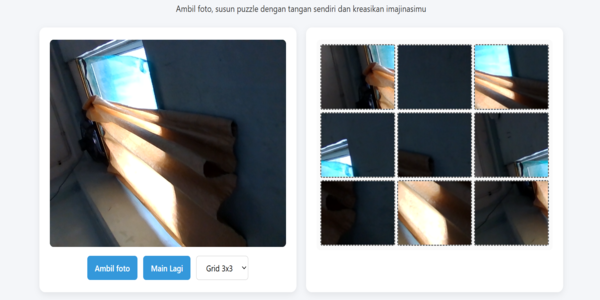 Ambil foto, susun puzzle dengan tangan sendiri dan kreasikan imajinasimu
Ambil foto
Main Lagi
Grid 3x3